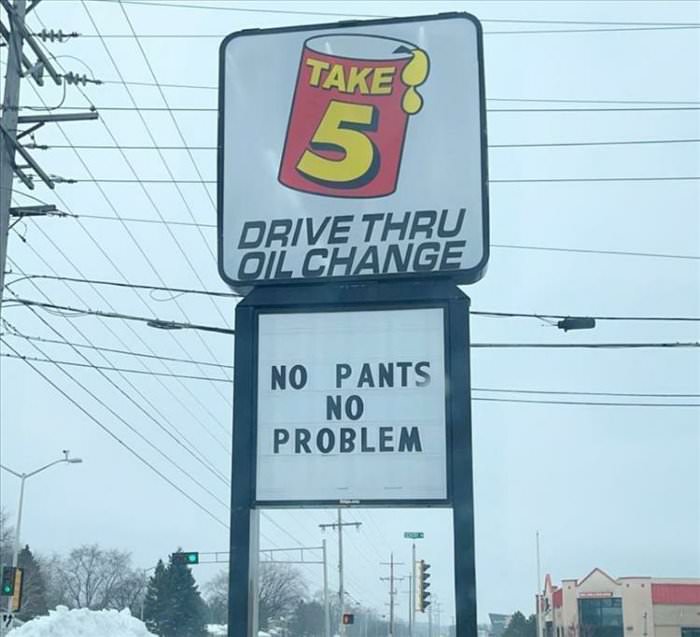 TAKE
5
DRIVE THRU
OIL CHANGE
NO PANTS
NO
PROBLEM